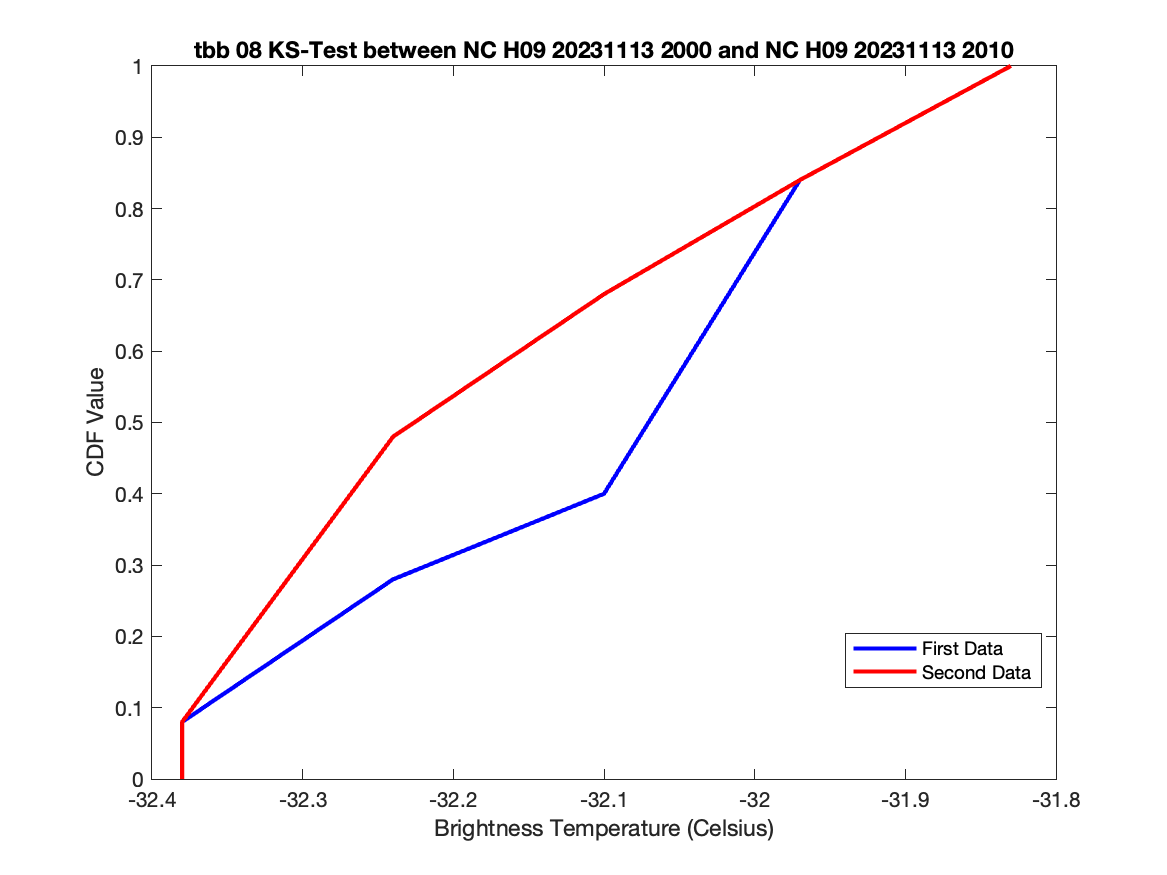 tbb 08 KS-Test between NC H09 20231113 2000 and NC H09 20231113 2010
1
0.9
0.8
0.7
0.6
0.5
0.4
0.3
0.2
0.1
0
CDF Value
First Data
Second Data
-32.4 -32.3 -32.2 -32.1 -32 -31.9 -31.8
Brightness Temperature (Celsius)